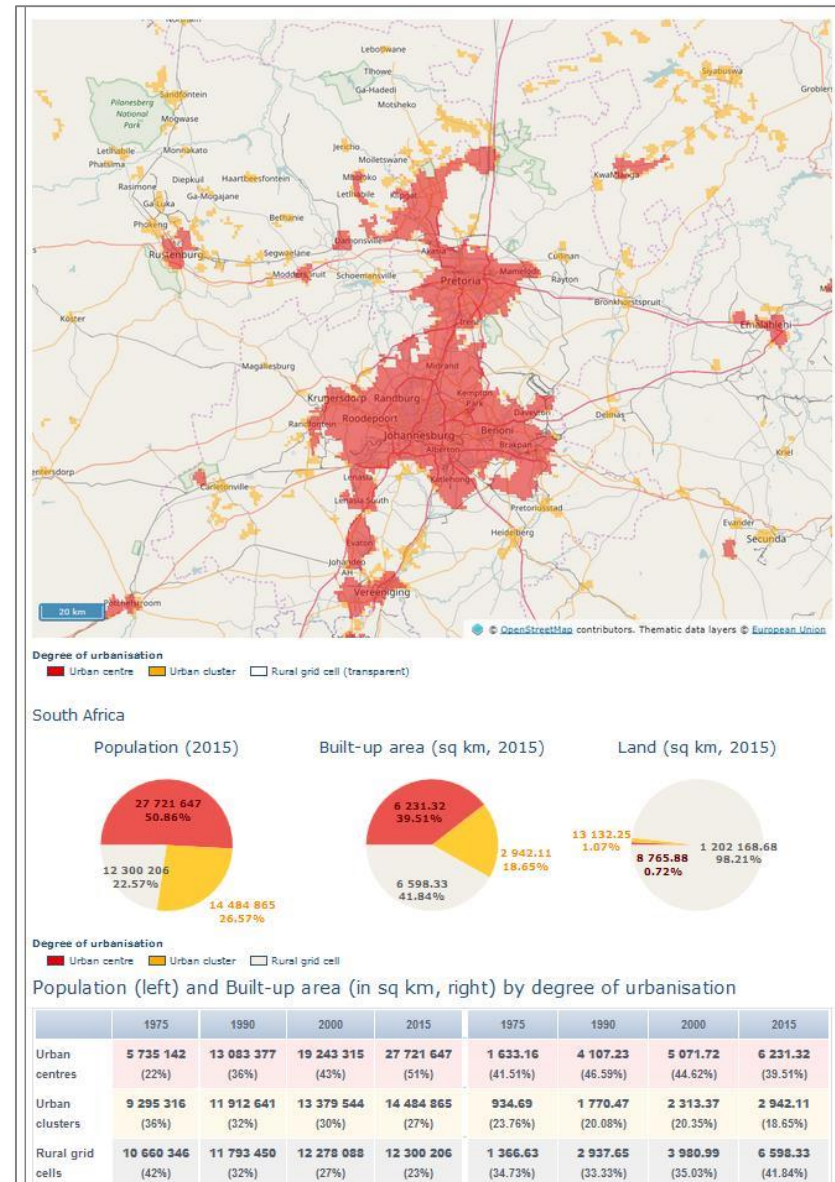 Lebotlwane
Tlhowe
Ga-Hadedi
Motsheko
Siyabuswa
Sandfontein
Pilanesberg
National
Park
Mogwase
Jericho
Moiletswane
Letlhabile
Monnakato
Phatsima
Rasimone
Diepkuil
Haartbeesfontein
Mmoroko
Letlhabile
KwaMhlanga
Ga-Mogajane
Ga-Luka
Bethanie
Phokeng
Rustenburg
Segwaelane
Damonsville
Akasia
Cullinan
Mamelodi
Rayton
Pretoria
Modderspruit
Schoemansville
Bronkhorstspruit
Irene
Koster
Emalahleni
Magaliesburg
Midrand
Krugersdorp
Randburg
Kempton
Park
Randfontein
Roodepoort
Daveyton
Delmas
Johannesburg
Benoni
Alberton
Brakpan
Kriel
Carletonville
Lenasia
Katlehong
Lenasia South
Pretoriusstad
Evander
Heidelberg
Secunda
Evaton
Vereeniging
Potchefstroom
20 km
© OpenStreetMap contributors. Thematic data layers © European Union
Degree of urbanisation
Urban centre Urban cluster Rural grid cell (transparent)
South Africa
Population (2015) Built-up area (sq km, 2015) Land (sq km, 2015)
27 721 647
50.86%
12 300 206
22.57%
14 484 865
26.57%
6 231.32
39.51%
2 942.11
18.65%
6 598.33
41.84%
13 132.25
1.07%
8 765.88
0.72%
1 202 168.68
98.21%
Degree of urbanisation
Urban centre Urban cluster Rural grid cell
Population (left) and Built-up area (in sq km, right) by degree of urbanisation
1975 1990 2000 2015 1975 1990 2000 2015
Urban centres 5 735 142 (22%) 13 083 377 (36%) 19 243 315 (43%) 27 721 647 (51%) 1 633.16 (41.51%) 4 107.23 (46.59%) 5 071.72 (44.62%) 6 231.32 (39.51%)
Urban clusters 9 295 316 (36%) 11 912 641 (32%) 13 379 544 (30%) 14 484 865 (27%) 934.69 (23.76%) 1 770.47 (20.08%) 2 313.37 (20.35%) 2 942.11 (18.65%)
Rural grid cells 10 660 346 (42%) 11 793 450 (32%) 12 278 088 (27%) 12 300 206 (23%) 1 366.63 (34.73%) 2 937.65 (33.33%) 3 980.99 (35.03%) 6 598.33 (41.84%)